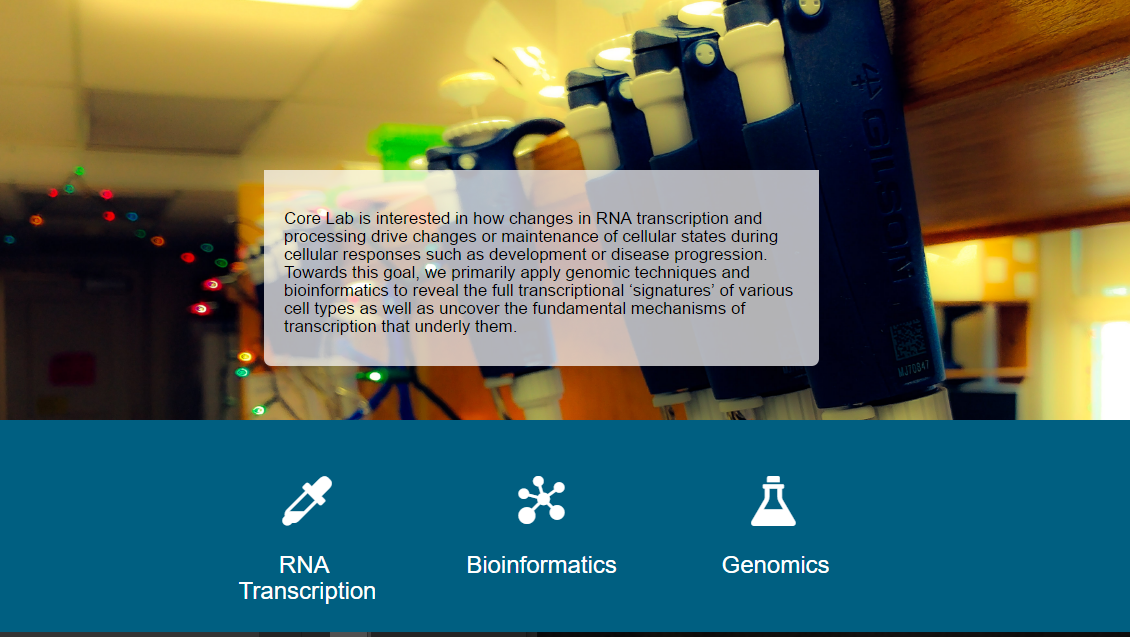 4 GILSON
MJ70847
Core Lab is interested in how changes in RNA transcription and
processing drive changes or maintenance of cellular states during
cellular responses such as development or disease progression.
Towards this goal, we primarily apply genomic techniques and
bioinformatics to reveal the full transcriptional ‘signatures’ of various
cell types as well as uncover the fundamental mechanisms of
transcription that underly them.
RNA
Transcription
Bioinformatics
Genomics